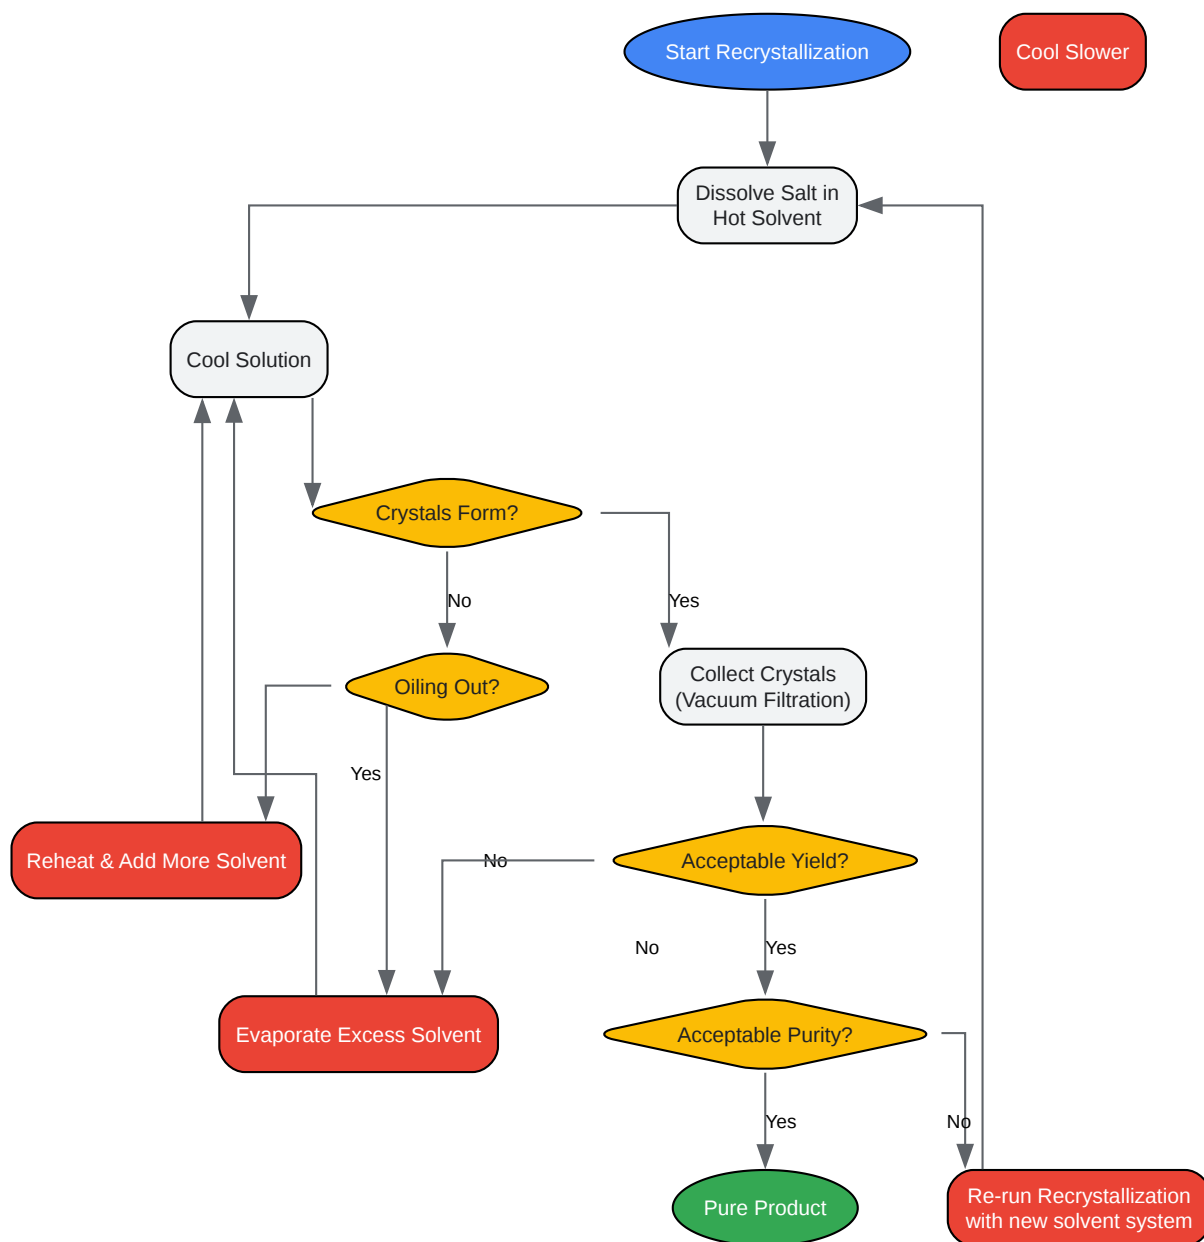 Start Recrystallization
Cool Slower
Dissolve Salt in
Hot Solvent
Cool Solution
Crystals Form?
No
Yes
Oiling Out?
Collect Crystals
(Vacuum Filtration)
Yes
Reheat & Add More Solvent
No
Acceptable Yield?
No
Yes
Evaporate Excess Solvent
Acceptable Purity?
Yes
No
Pure Product
Re-run Recrystallization
with new solvent system